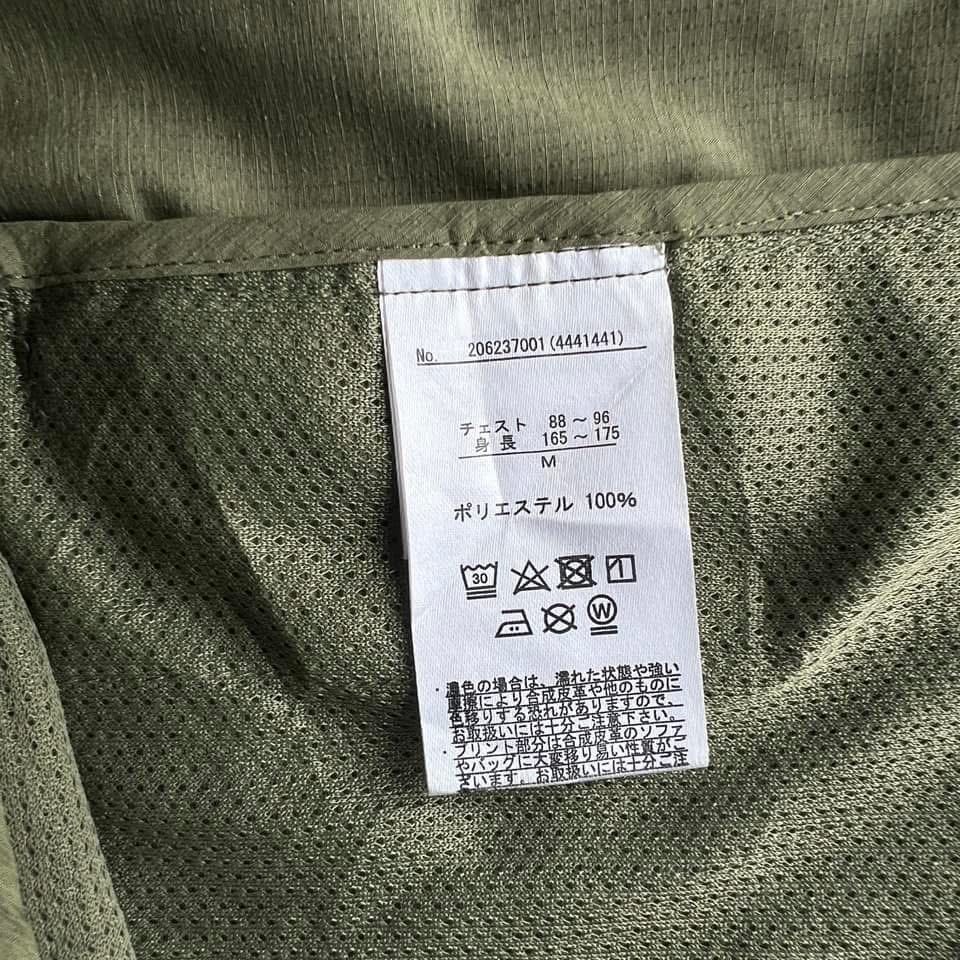 No. 206237001(4441441)
チェスト 88～96
身長 165～175
M
ポリエステル 100%
30
W
・濃色の場合は、濡れた状態や強い
摩擦により合成皮革や他のものに
色移りする恐れがありますので、
お取扱いには十分ご注意下さい。
・プリント部分は合成皮革のソファ
やバッグに大変移り易い性質がご
ざいます。お取扱いには十分ご注